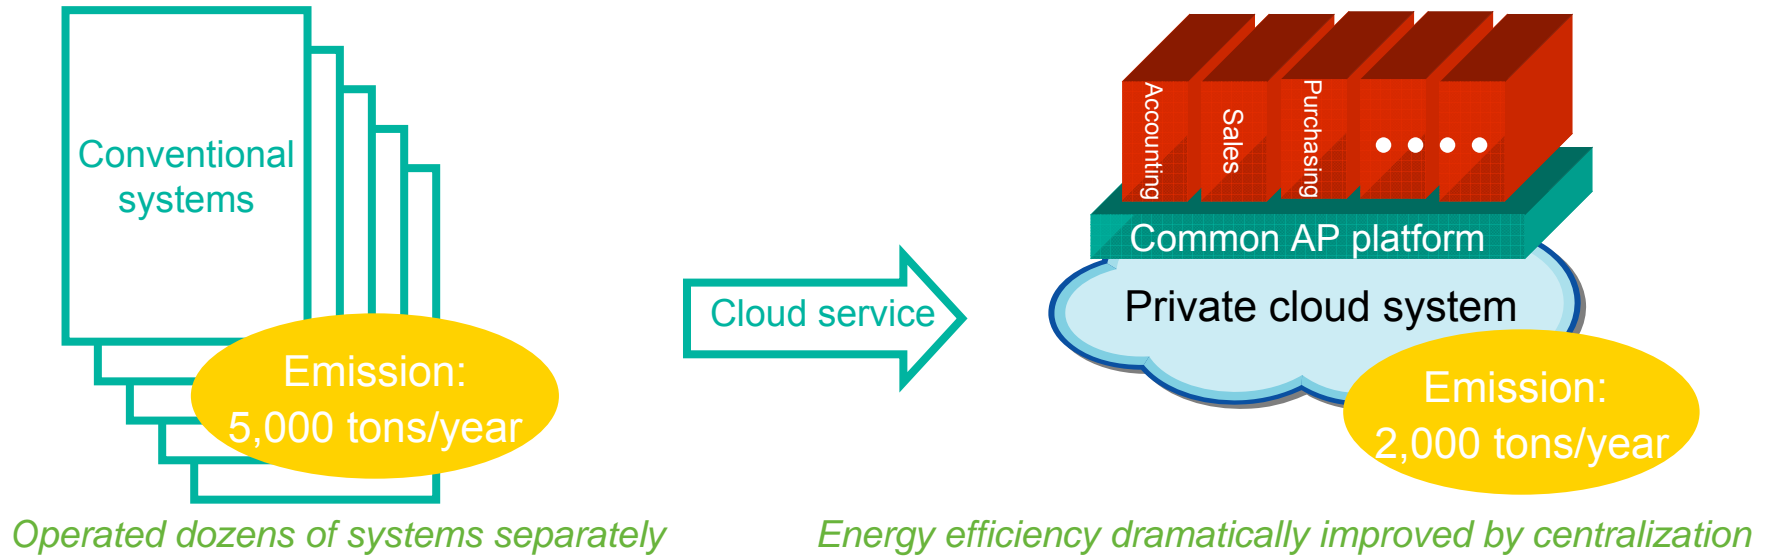 Conventional
systems
Emission:
5,000 tons/year
Operated dozens of systems separately
Cloud service
Accounting
Sales
Purchasing
Common AP platform
Private cloud system
Emission:
2,000 tons/year
Energy efficiency dramatically improved by centralization